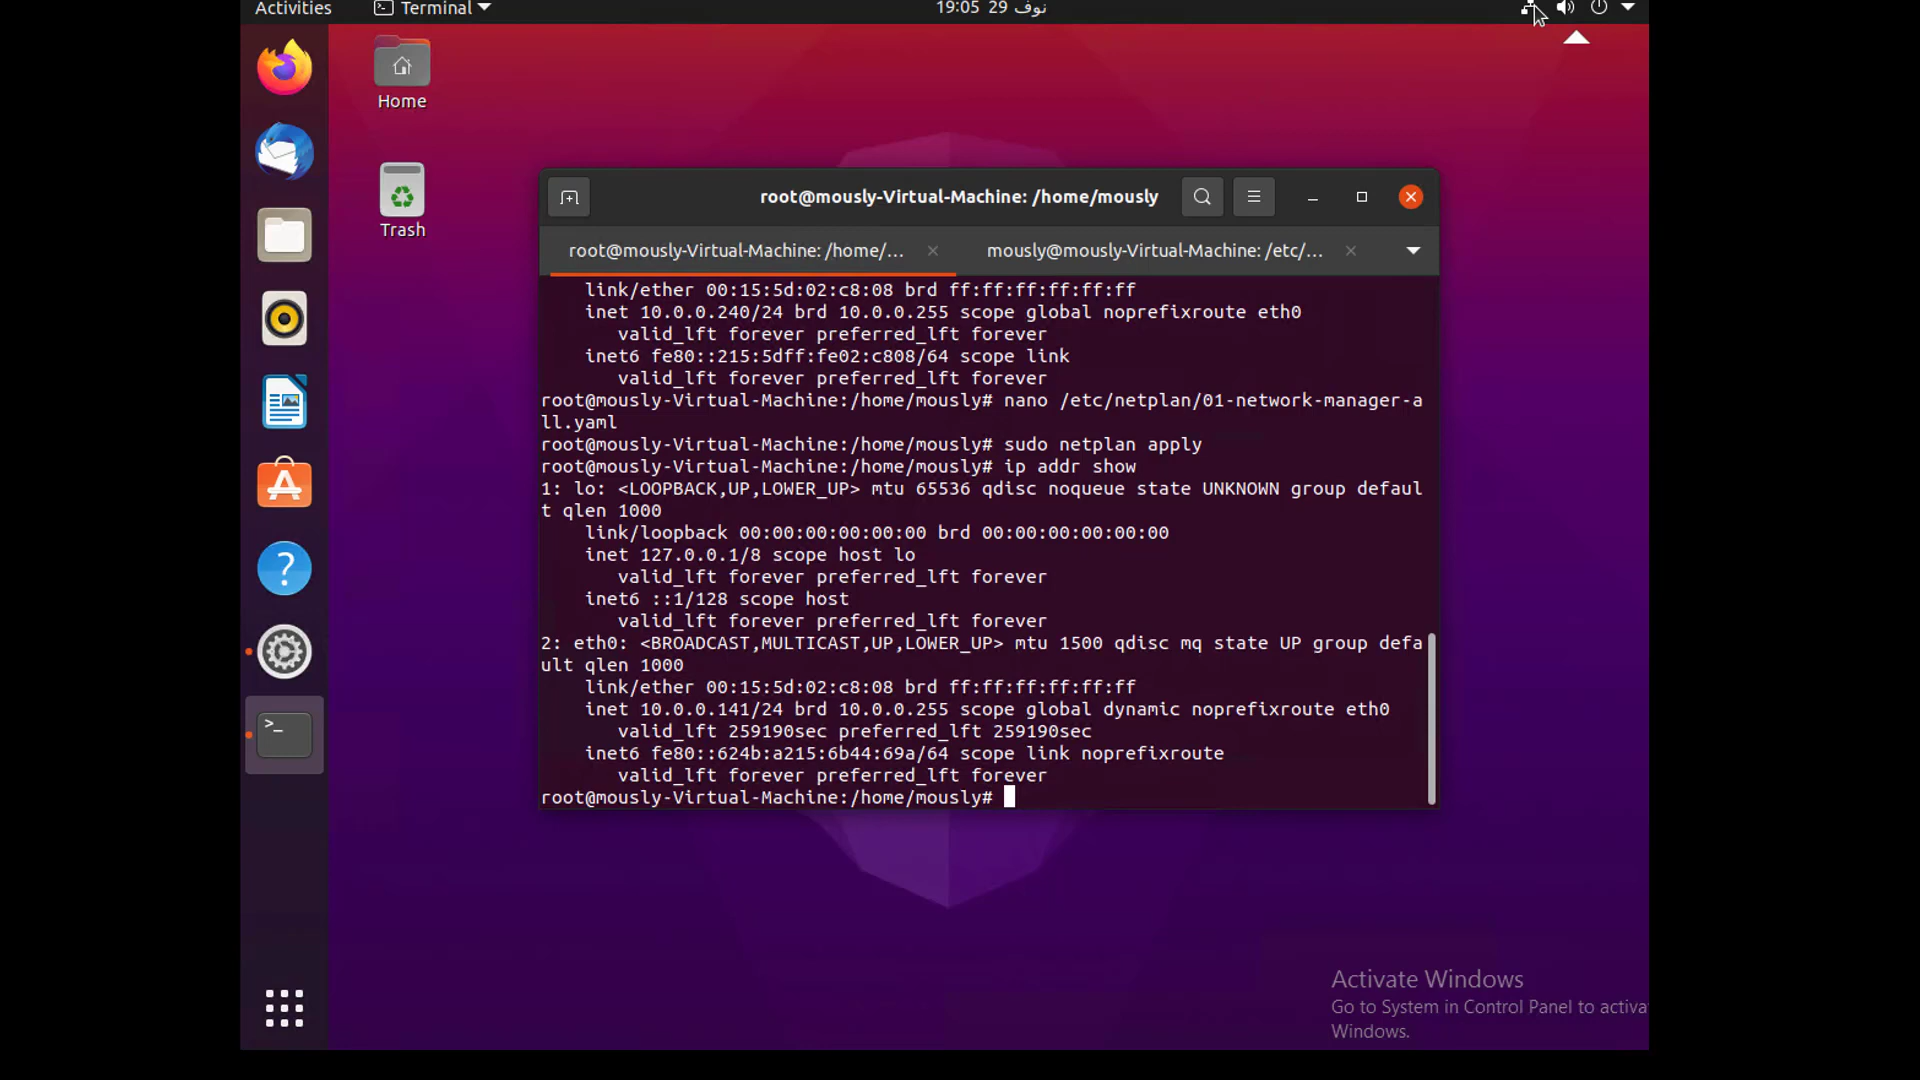 Activities
Terminal
19:05 29 نوف
Home
Trash
root@mously-Virtual-Machine: /home/mously
root@mously-Virtual-Machine: /home/...
mously@mously-Virtual-Machine: /etc/...
link/ether 00:15:5d:02:c8:08 brd ff:ff:ff:ff:ff:ff
inet 10.0.0.240/24 brd 10.0.0.255 scope global noprefixroute eth0
valid_lft forever preferred_lft forever
inet6 fe80::215:5dff:fe02:c808/64 scope link
valid_lft forever preferred_lft forever
root@mously-Virtual-Machine:/home/mously# nano /etc/netplan/01-network-manager-a
ll.yaml
root@mously-Virtual-Machine:/home/mously# sudo netplan apply
root@mously-Virtual-Machine:/home/mously# ip addr show
1: lo: <LOOPBACK,UP,LOWER_UP> mtu 65536 qdisc noqueue state UNKNOWN group defaul
t qlen 1000
link/loopback 00:00:00:00:00:00 brd 00:00:00:00:00:00
inet 127.0.0.1/8 scope host lo
valid_lft forever preferred_lft forever
inet6 ::1/128 scope host
valid_lft forever preferred_lft forever
2: eth0: <BROADCAST,MULTICAST,UP,LOWER_UP> mtu 1500 qdisc mq state UP group defa
ult qlen 1000
link/ether 00:15:5d:02:c8:08 brd ff:ff:ff:ff:ff:ff
inet 10.0.0.141/24 brd 10.0.0.255 scope global dynamic noprefixroute eth0
valid_lft 259190sec preferred_lft 259190sec
inet6 fe80::624b:a215:6b44:69a/64 scope link noprefixroute
valid_lft forever preferred_lft forever
root@mously-Virtual-Machine:/home/mously#
Activate Windows
Go to System in Control Panel to activa
Windows.